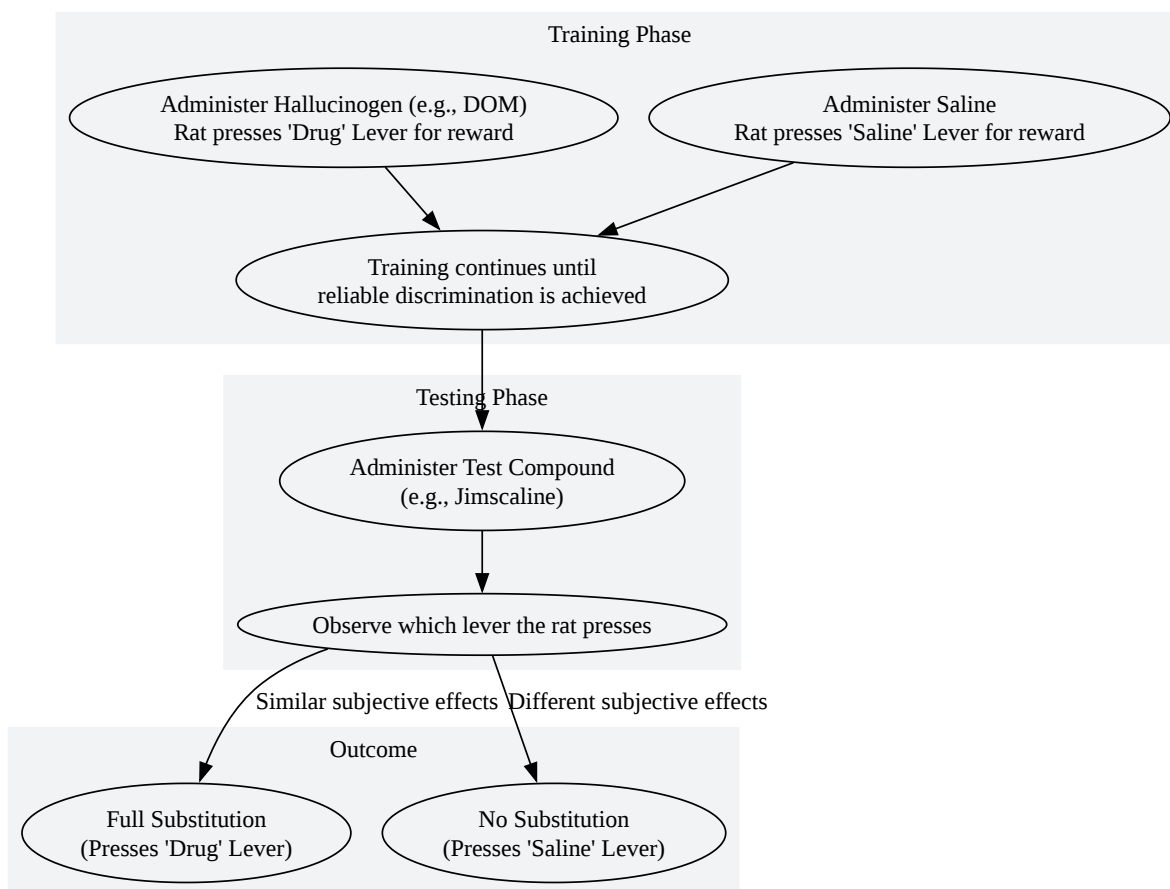 Training Phase
Administer Hallucinogen (e.g., DOM)
Rat presses 'Drug' Lever for reward
Administer Saline
Rat presses 'Saline' Lever for reward
Training continues until
reliable discrimination is achieved
Testing Phase
Administer Test Compound
(e.g., Jimscaline)
Observe which lever the rat presses
Similar subjective effects
Different subjective effects
Outcome
Full Substitution
(Presses 'Drug' Lever)
No Substitution
(Presses 'Saline' Lever)